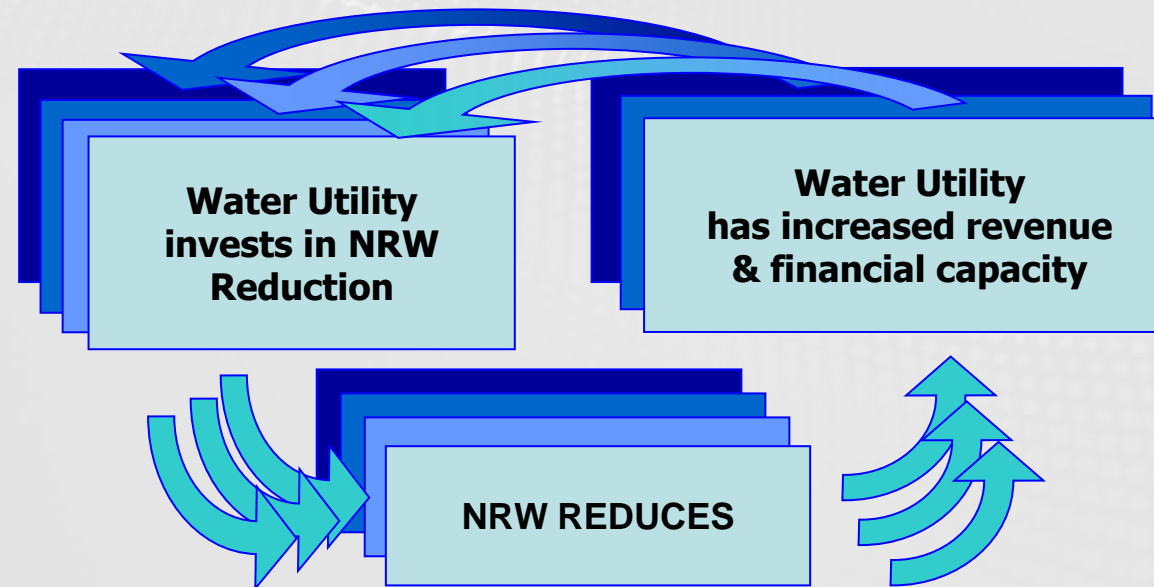 Water Utility
invests in NRW
Reduction
Water Utility
has increased revenue
& financial capacity
NRW REDUCES